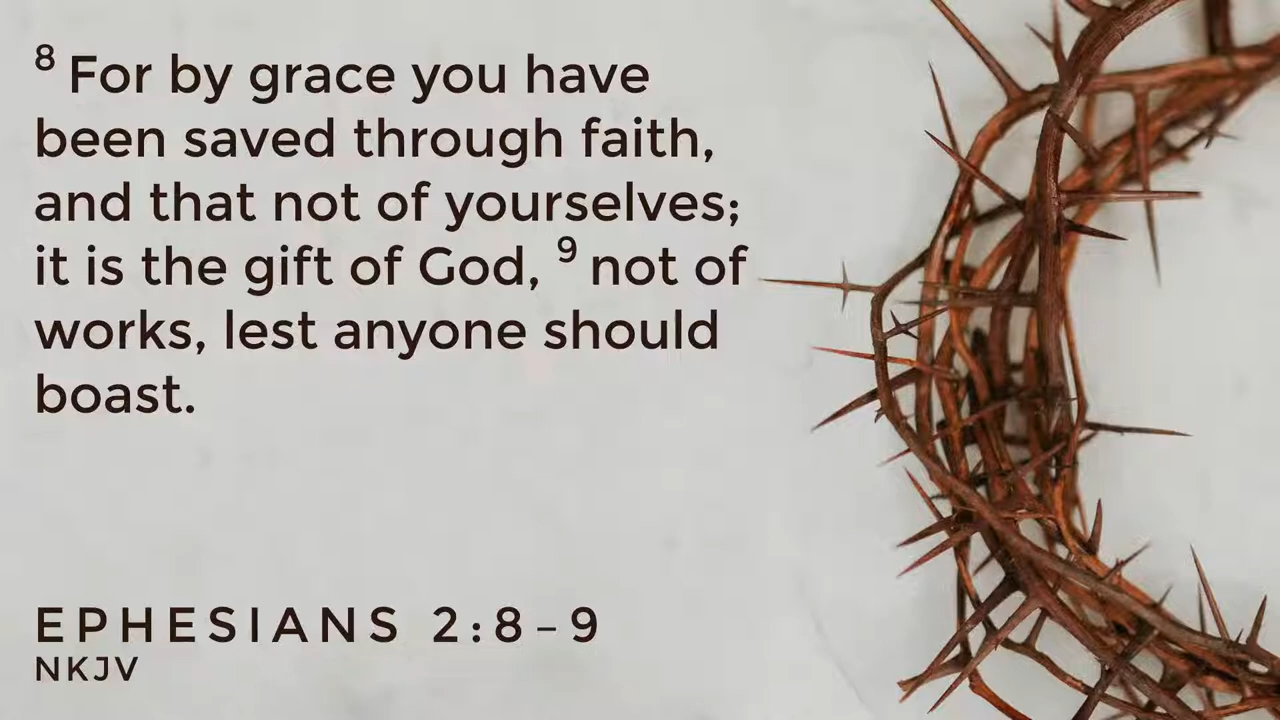 ⁸ For by grace you have
been saved through faith,
and that not of yourselves;
it is the gift of God, ⁹ not of
works, lest anyone should
boast.
EPHESIANS 2:8–9
NKJV